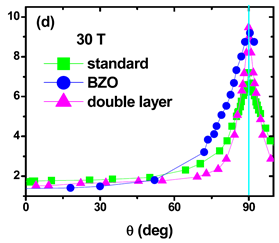 (d)
30 T
standard
BZO
double layer
10
8
6
4
2
0 30 60 90
θ (deg)